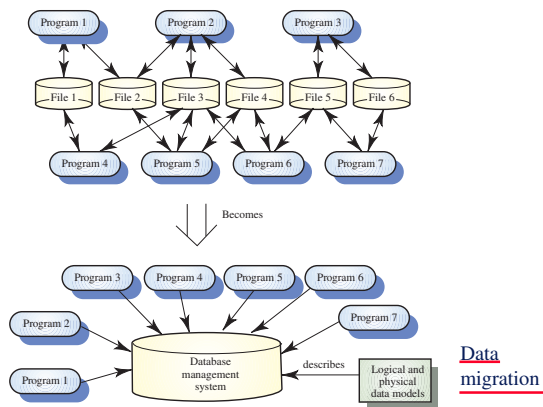 Program 1
Program 2
Program 3
File 1
File 2
File 3
File 4
File 5
File 6
Program 4
Program 5
Program 6
Program 7
Becomes
Program 3
Program 4
Program 5
Program 6
Program 2
Program 7
Database
management
system
describes
Logical and
physical
data models
Program 1
Data
migration